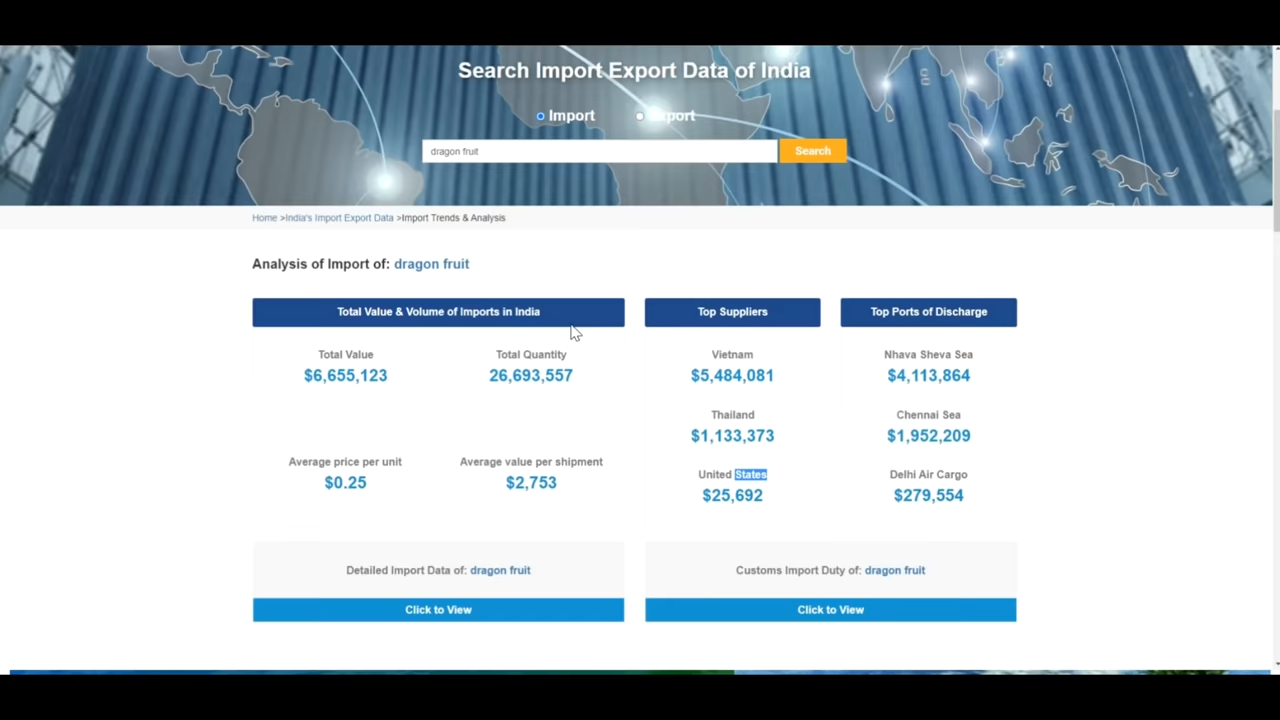 Search Import Export Data of India
Import
dragon fruit
Search
Home >India's Import Export Data >Import Trends & Analysis
Analysis of Import of: dragon fruit
Total Value & Volume of Imports in India
Total Value
$6,655,123
Total Quantity
26,693,557
Average price per unit
$0.25
Average value per shipment
$2,753
Top Suppliers
Vietnam
$5,484,081
Thailand
$1,133,373
United States
$25,692
Top Ports of Discharge
Nhava Sheva Sea
$4,113,864
Chennai Sea
$1,952,209
Delhi Air Cargo
$279,554
Detailed Import Data of: dragon fruit
Click to View
Customs Import Duty of: dragon fruit
Click to View